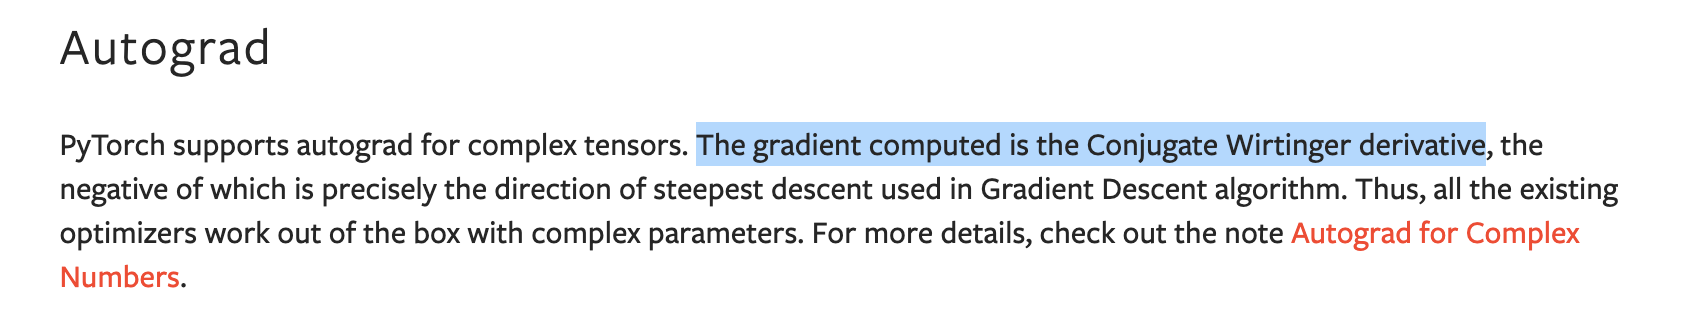 Autograd
PyTorch supports autograd for complex tensors. The gradient computed is the Conjugate Wirtinger derivative, the
negative of which is precisely the direction of steepest descent used in Gradient Descent algorithm. Thus, all the existing
optimizers work out of the box with complex parameters. For more details, check out the note Autograd for Complex
Numbers.